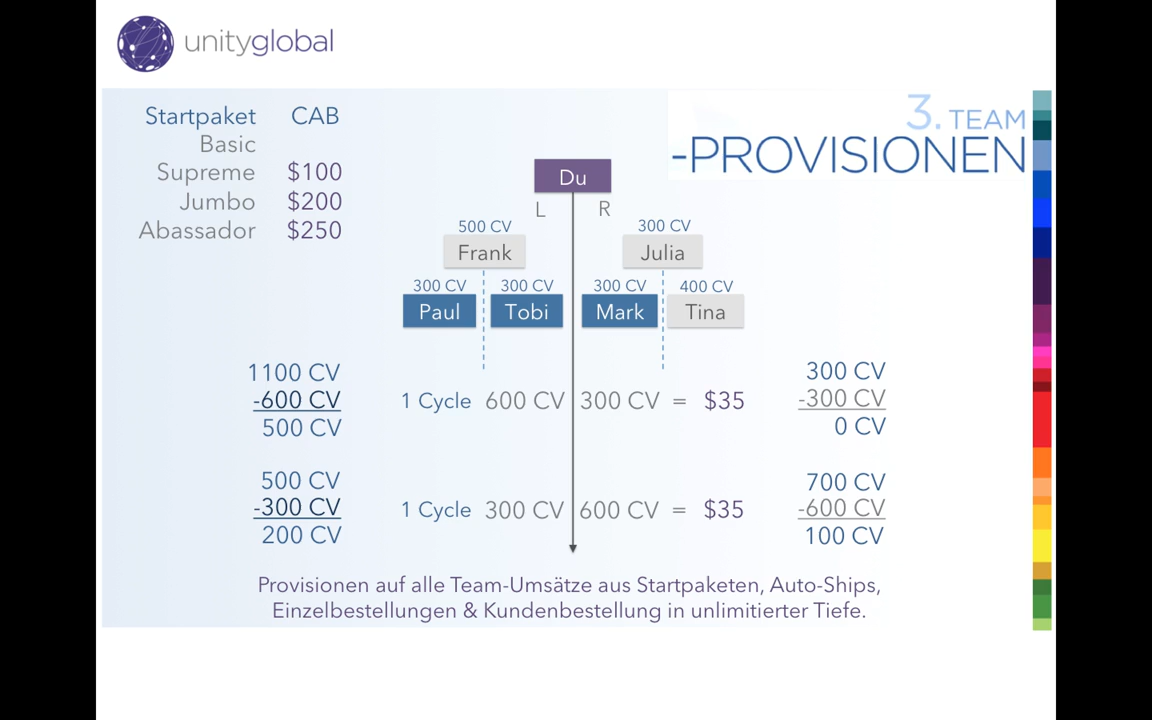 unityglobal
Startpaket CAB
Basic
Supreme $100
Jumbo $200
Abassador $250
3. TEAM
-PROVISIONEN
Du
L R
500 CV 300 CV
Frank Julia
300 CV 300 CV 300 CV 400 CV
Paul Tobi Mark Tina
1100 CV
-600 CV
500 CV
1 Cycle 600 CV 300 CV = $35
300 CV
-300 CV
0 CV
500 CV
-300 CV
200 CV
1 Cycle 300 CV 600 CV = $35
700 CV
-600 CV
100 CV
Provisionen auf alle Team-Umsätze aus Startpaketen, Auto-Ships,
Einzelbestellungen & Kundenbestellung in unlimitierter Tiefe.